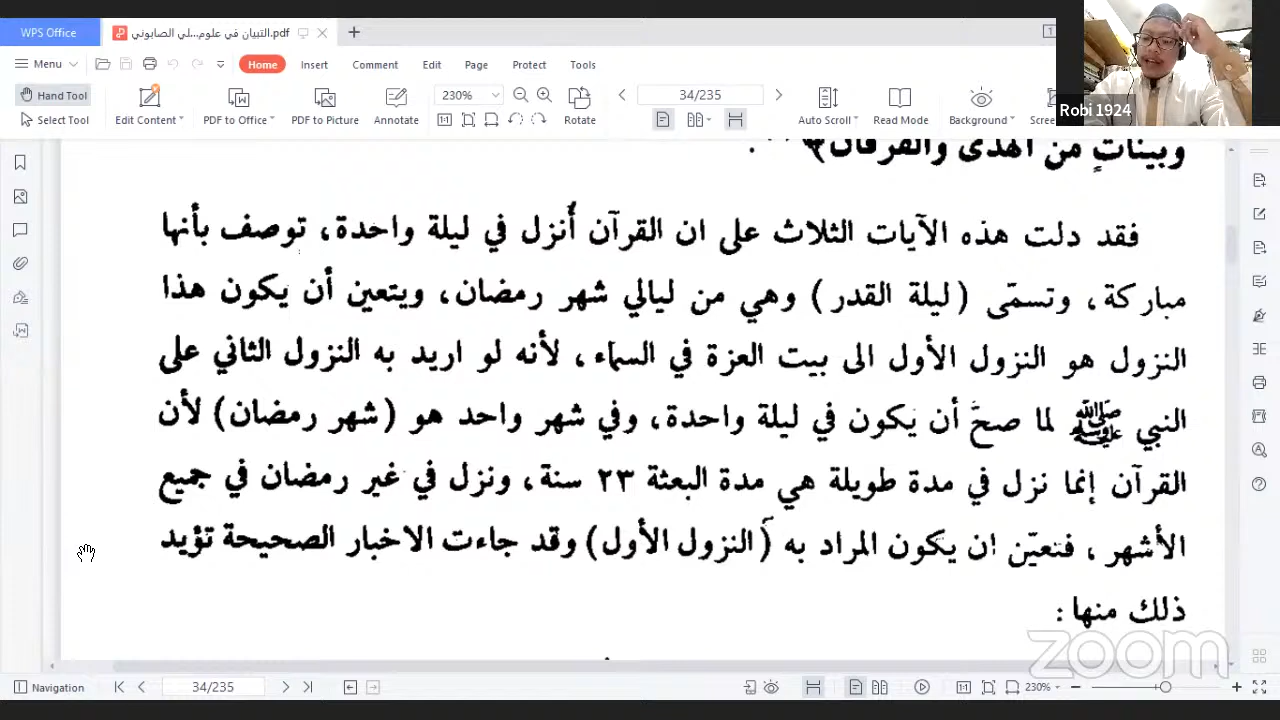 WPS Office
التبيان في علوم...لي الصابوني.pdf
Menu
Home
Insert
Comment
Edit
Page
Protect
Tools
Hand Tool
Select Tool
Edit Content
PDF to Office
PDF to Picture
Annotate
230%
Rotate
34/235
Auto Scroll
Read Mode
Background
Robi 1924
وبينات من الهدى والفرقان﴾
فقد دلت هذه الآيات الثلاث على ان القرآن أُنزل في ليلة واحدة، توصف بأنها
مباركة، وتسمّى (ليلة القدر) وهي من ليالي شهر رمضان، ويتعين أن يكون هذا
النزول هو النزول الأول الى بيت العزة في السماء، لأنه لو اريد به النزول الثاني على
النبي ﷺ لما صحّ أن يكون في ليلة واحدة، وفي شهر واحد هو (شهر رمضان) لأن
القرآن إنما نزل في مدة طويلة هي مدة البعثة ٢٣ سنة، ونزل في غير رمضان في جميع
الأشهر، فتعيّن ان يكون المراد به (النزول الأول) وقد جاءت الاخبار الصحيحة تؤيد
ذلك منها:
zoom
Navigation
34/235
230%